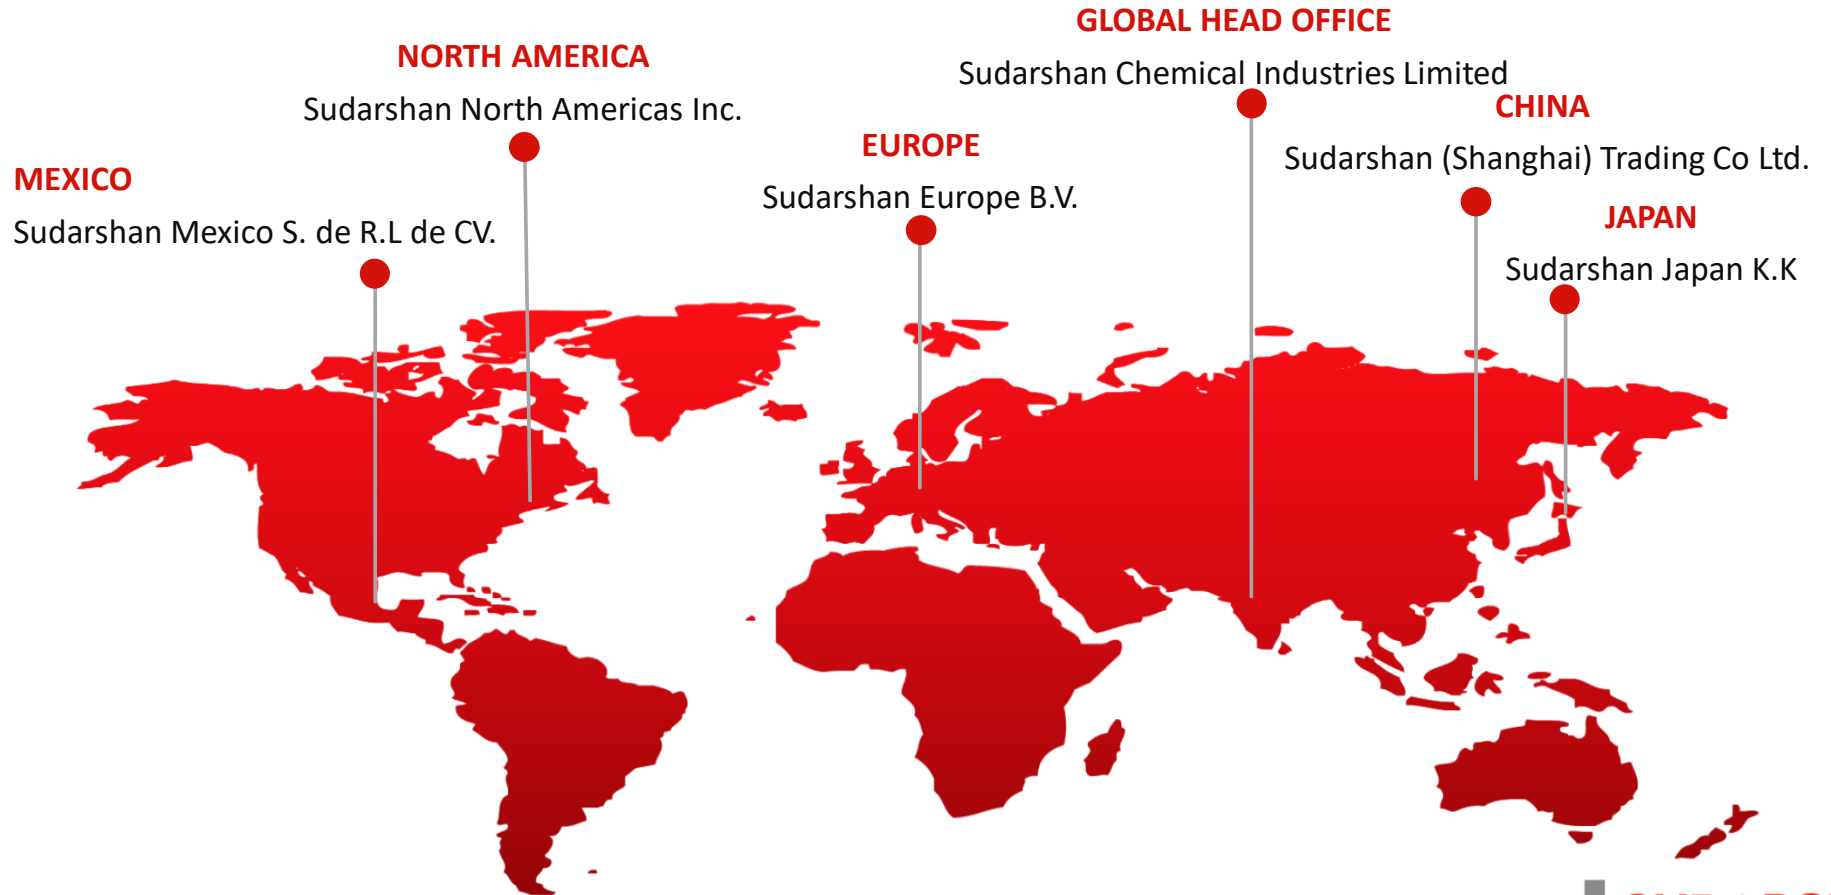 GLOBAL HEAD OFFICE
Sudarshan Chemical Industries Limited
NORTH AMERICA
Sudarshan North Americas Inc.
CHINA
Sudarshan (Shanghai) Trading Co Ltd.
EUROPE
Sudarshan Europe B.V.
MEXICO
Sudarshan Mexico S. de R.L de CV.
JAPAN
Sudarshan Japan K.K